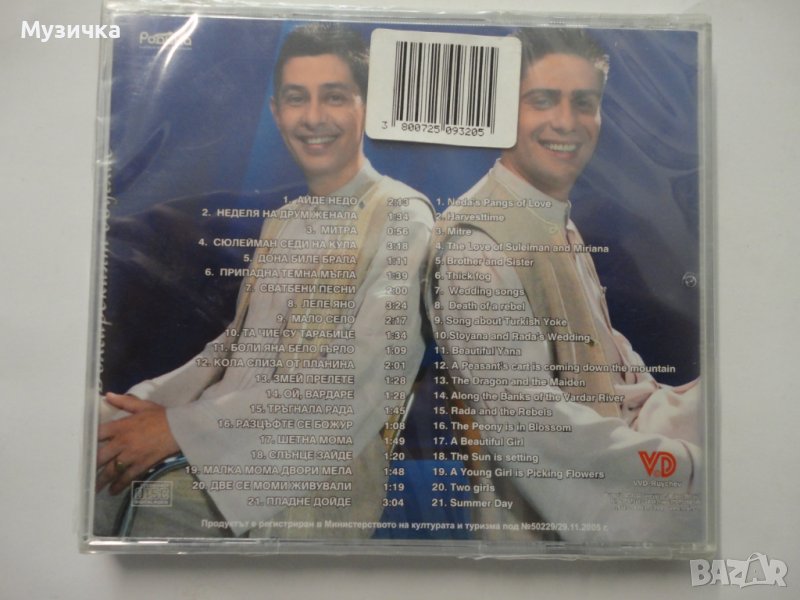 Музичка
3 800725 093205
1. АЙДЕ НЕДО 2:13 1. Neda's Pangs of Love
2. НЕДЕЛЯ НА ДРУМ ЖЕНАЛА 1:34 2. Harvesttime
3. МИТРА 0:56 3. Mitre
4. СЮЛЕЙМАН СЕДИ НА КУЛА 3:18 4. The Love of Suleiman and Miriana
5. ДОНА БИЛЕ БРАЛА 1:11 5. Brother and Sister
6. ПРИПАДНА ТЕМНА МЪГЛА 1:39 6. Thick fog
7. СВАТБЕНИ ПЕСНИ 2:00 7. Wedding songs
8. ЛЕЛЕ ЯНО 3:24 8. Death of a rebel
9. МАЛО СЕЛО 2:17 9. Song about Turkish Yoke
10. ТА ЧИЕ СУ ТАРАБИЦЕ 1:34 10. Stoyana and Rada's Wedding
11. БОЛИ ЯНА БЕЛО ГЪРЛО 1:09 11. Beautiful Yana
12. КОЛА СЛИЗА ОТ ПЛАНИНА 2:01 12. A Peasant's cart is coming down the mountain
13. ЗМЕЙ ПРЕЛЕТЕ 1:28 13. The Dragon and the Maiden
14. ОЙ, ВАРДАРЕ 1:28 14. Along the Banks of the Vardar River
15. ТРЪГНАЛА РАДА 1:45 15. Rada and the Rebels
16. РАЗЦЪФТЕ СЕ БОЖУР 1:08 16. The Peony is in Blossom
17. ШЕТНА МОМА 1:49 17. A Beautiful Girl
18. СЛЪНЦЕ ЗАЙДЕ 1:20 18. The Sun is setting
19. МАЛКА МОМА ДВОРИ МЕЛА 1:48 19. A Young Girl is Picking Flowers
20. ДВЕ СЕ МОМИ ЖИВУВАЛИ 1:19 20. Two girls
21. ПЛАДНЕ ДОЙДЕ 3:04 21. Summer Day
VD
VVD-Ruychev
Продуктът е регистриран в Министерството на културата и туризма под №50229/29.11.2005 г.
BAZAR